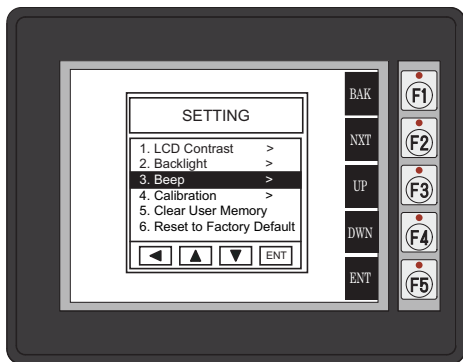 SETTING
1. LCD Contrast >
2. Backlight >
3. Beep >
4. Calibration >
5. Clear User Memory
6. Reset to Factory Default
ENT
BAK
NXT
UP
DWN
ENT
F1
F2
F3
F4
F5